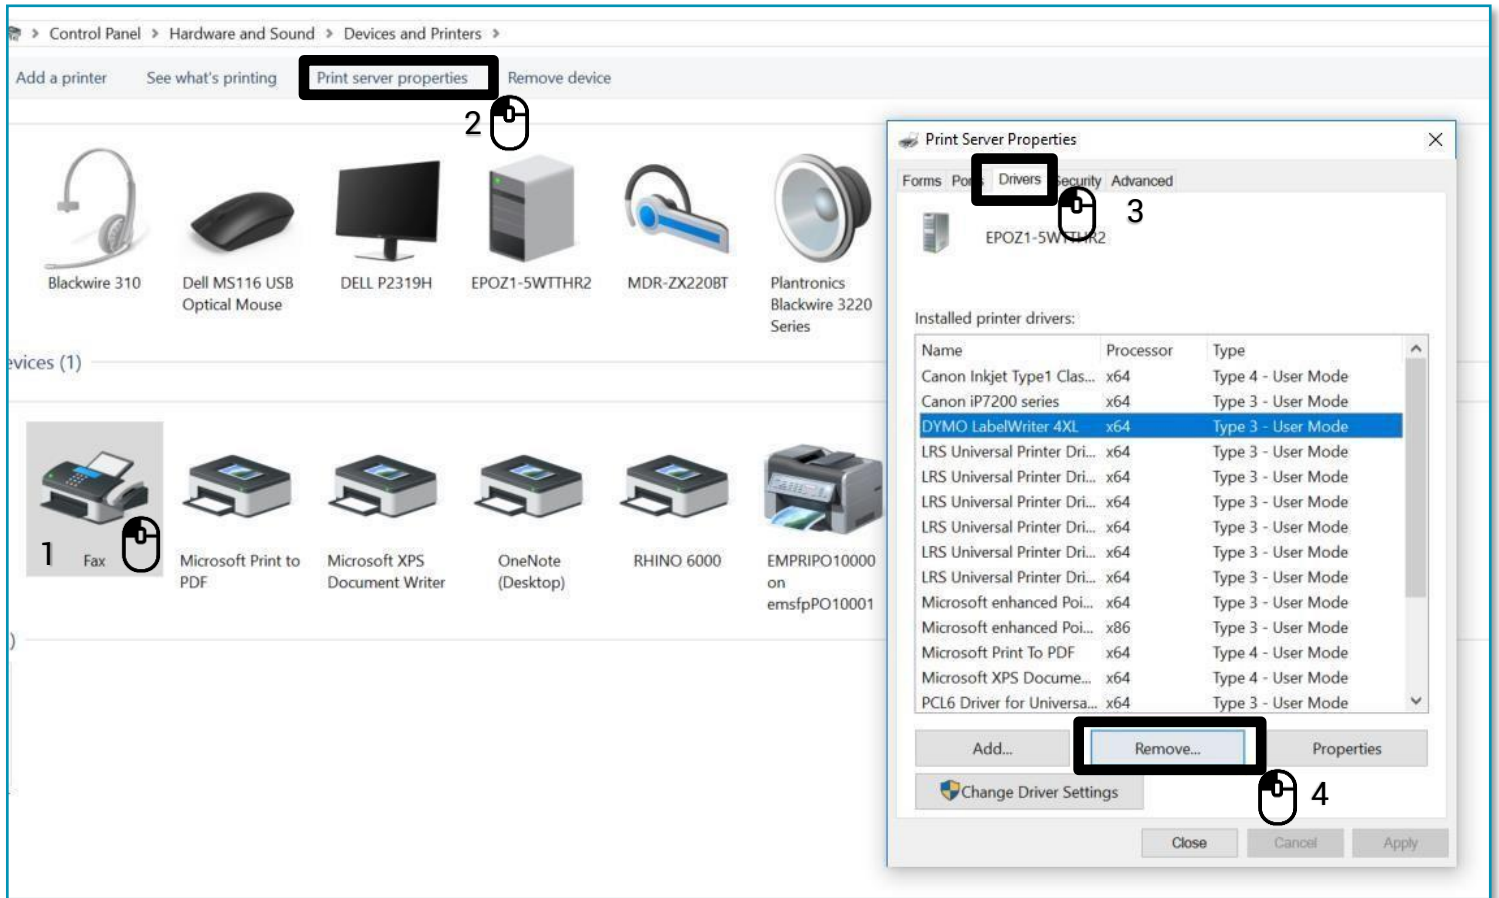 Control Panel > Hardware and Sound > Devices and Printers >
Add a printer See what's printing Print server properties Remove device
2
Blackwire 310
Dell MS116 USB
Optical Mouse
DELL P2319H
EPOZ1-5WTTHR2
MDR-ZX220BT
Plantronics
Blackwire 3220
Series
evices (1)
1
Fax
Microsoft Print to
PDF
Microsoft XPS
Document Writer
OneNote
(Desktop)
RHINO 6000
EMPRIPO10000
on
emsfpPO10001
)
Print Server Properties
Forms Drivers Security Advanced
3
EPOZ1-5WTTHR2
Installed printer drivers:
Name Processor Type
Canon Inkjet Type1 Clas... x64 Type 4 - User Mode
Canon iP7200 series x64 Type 3 - User Mode
DYMO LabelWriter 4XL x64 Type 3 - User Mode
LRS Universal Printer Dri... x64 Type 3 - User Mode
LRS Universal Printer Dri... x64 Type 3 - User Mode
LRS Universal Printer Dri... x64 Type 3 - User Mode
LRS Universal Printer Dri... x64 Type 3 - User Mode
LRS Universal Printer Dri... x64 Type 3 - User Mode
LRS Universal Printer Dri... x64 Type 3 - User Mode
Microsoft enhanced Poi... x64 Type 3 - User Mode
Microsoft enhanced Poi... x86 Type 3 - User Mode
Microsoft Print To PDF x64 Type 4 - User Mode
Microsoft XPS Docume... x64 Type 4 - User Mode
PCL6 Driver for Universa... x64 Type 3 - User Mode
Add... Remove... Properties
Change Driver Settings
4
Close Cancel Apply